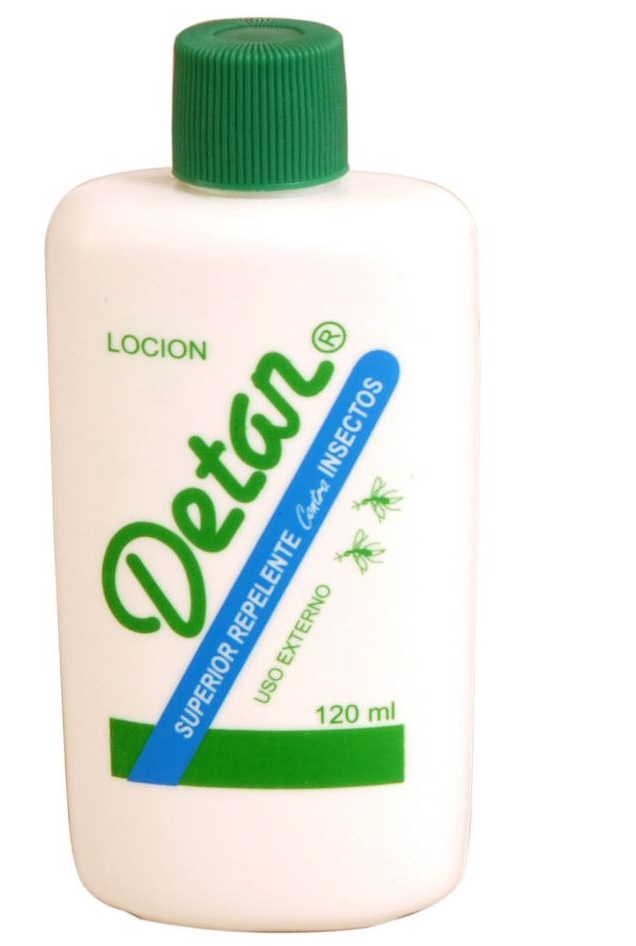 LOCION
Detan®
SUPERIOR REPELENTE Contra INSECTOS
USO EXTERNO
120 ml